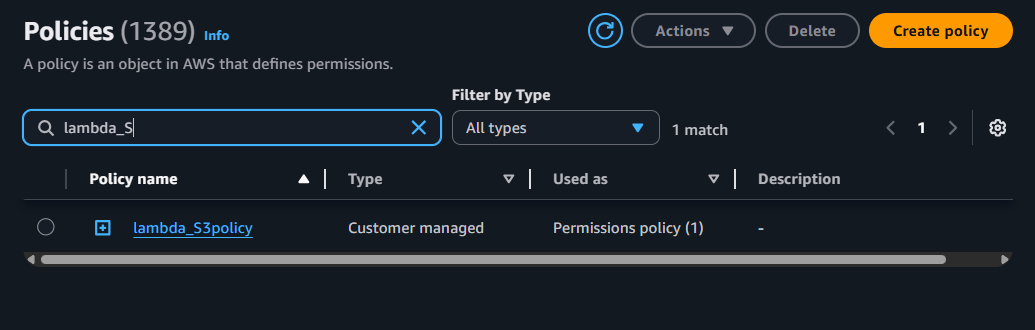 Policies (1389) Info
Actions
Delete
Create policy
A policy is an object in AWS that defines permissions.
Filter by Type
lambda_S
All types
1 match
1
Policy name Type Used as Description
lambda_S3policy Customer managed Permissions policy (1) -